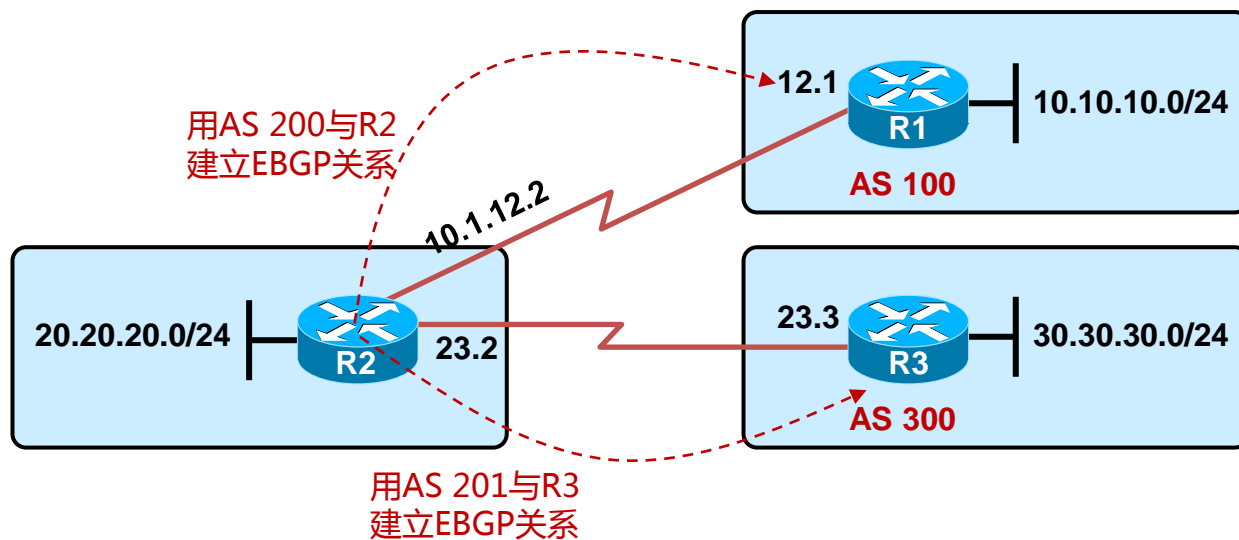 用AS 200与R2
建立EBGP关系
12.1
R1
10.10.10.0/24
AS 100
10.1.12.2
20.20.20.0/24
R2
23.2
23.3
R3
30.30.30.0/24
AS 300
用AS 201与R3
建立EBGP关系